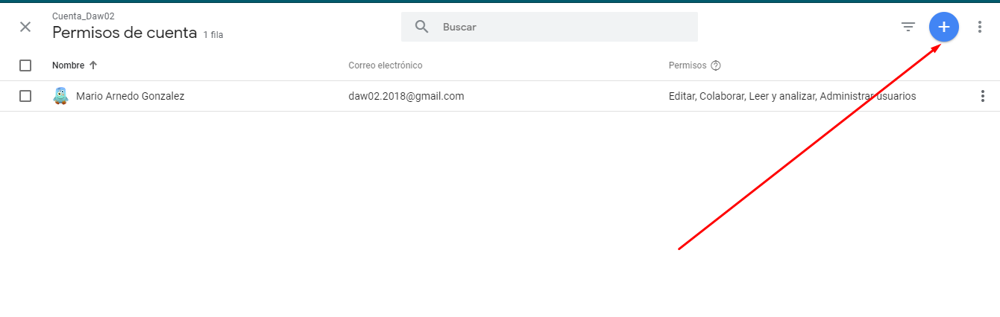 Cuenta_Daw02
Permisos de cuenta 1 fila
Buscar
Nombre Correo electrónico Permisos
Mario Arnedo Gonzalez daw02.2018@gmail.com Editar, Colaborar, Leer y analizar, Administrar usuarios